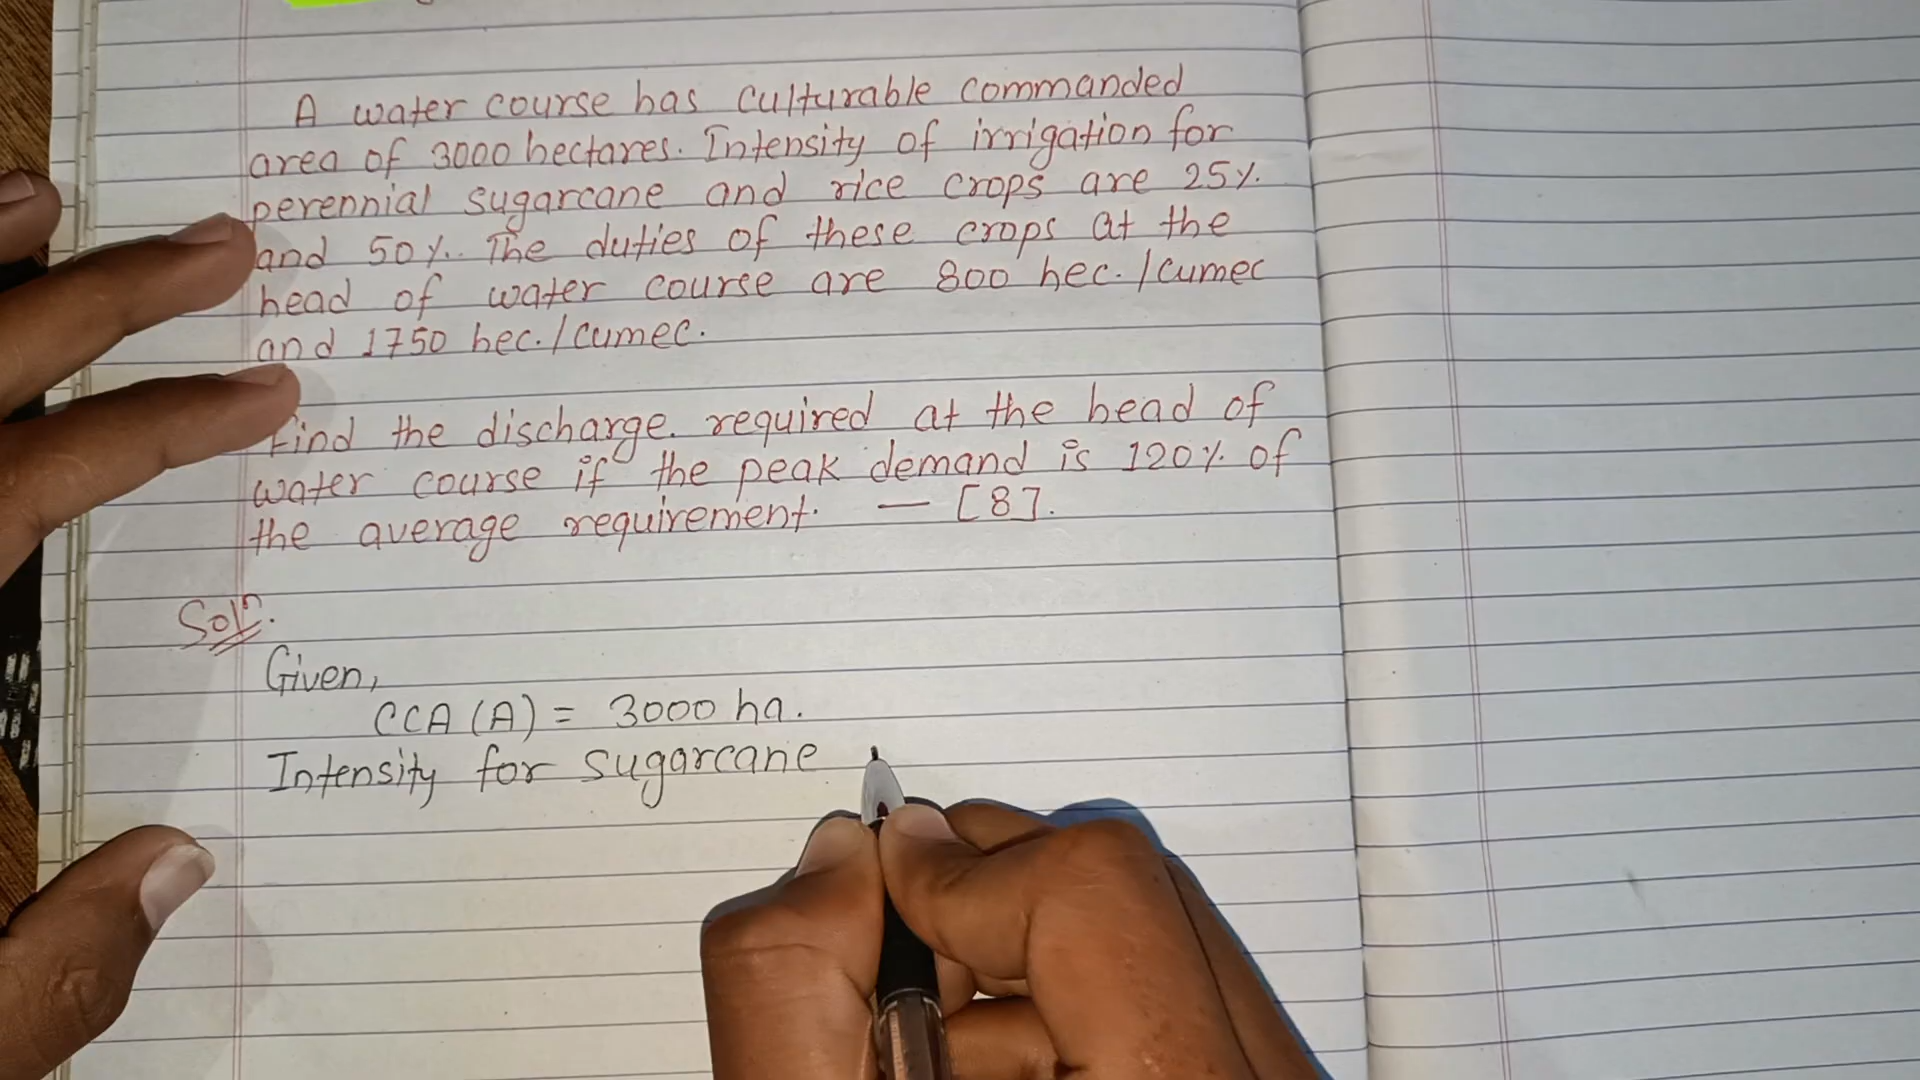 A water course has culturable commanded
area of 3000 hectares. Intensity of irrigation for
perennial sugarcane and rice crops are 25%
and 50%. The duties of these crops at the
head of water course are 800 hec./cumec
and 1750 hec./cumec.
Find the discharge. required at the head of
water course if the peak demand is 120% of
the average requirement. — [8].
Solⁿ.
Given,
CCA (A) = 3000 ha.
Intensity for sugarcane